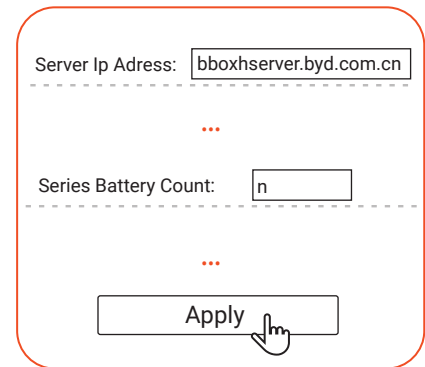 Server Ip Adress: bboxhserver.byd.com.cn
...
Series Battery Count: n
...
Apply